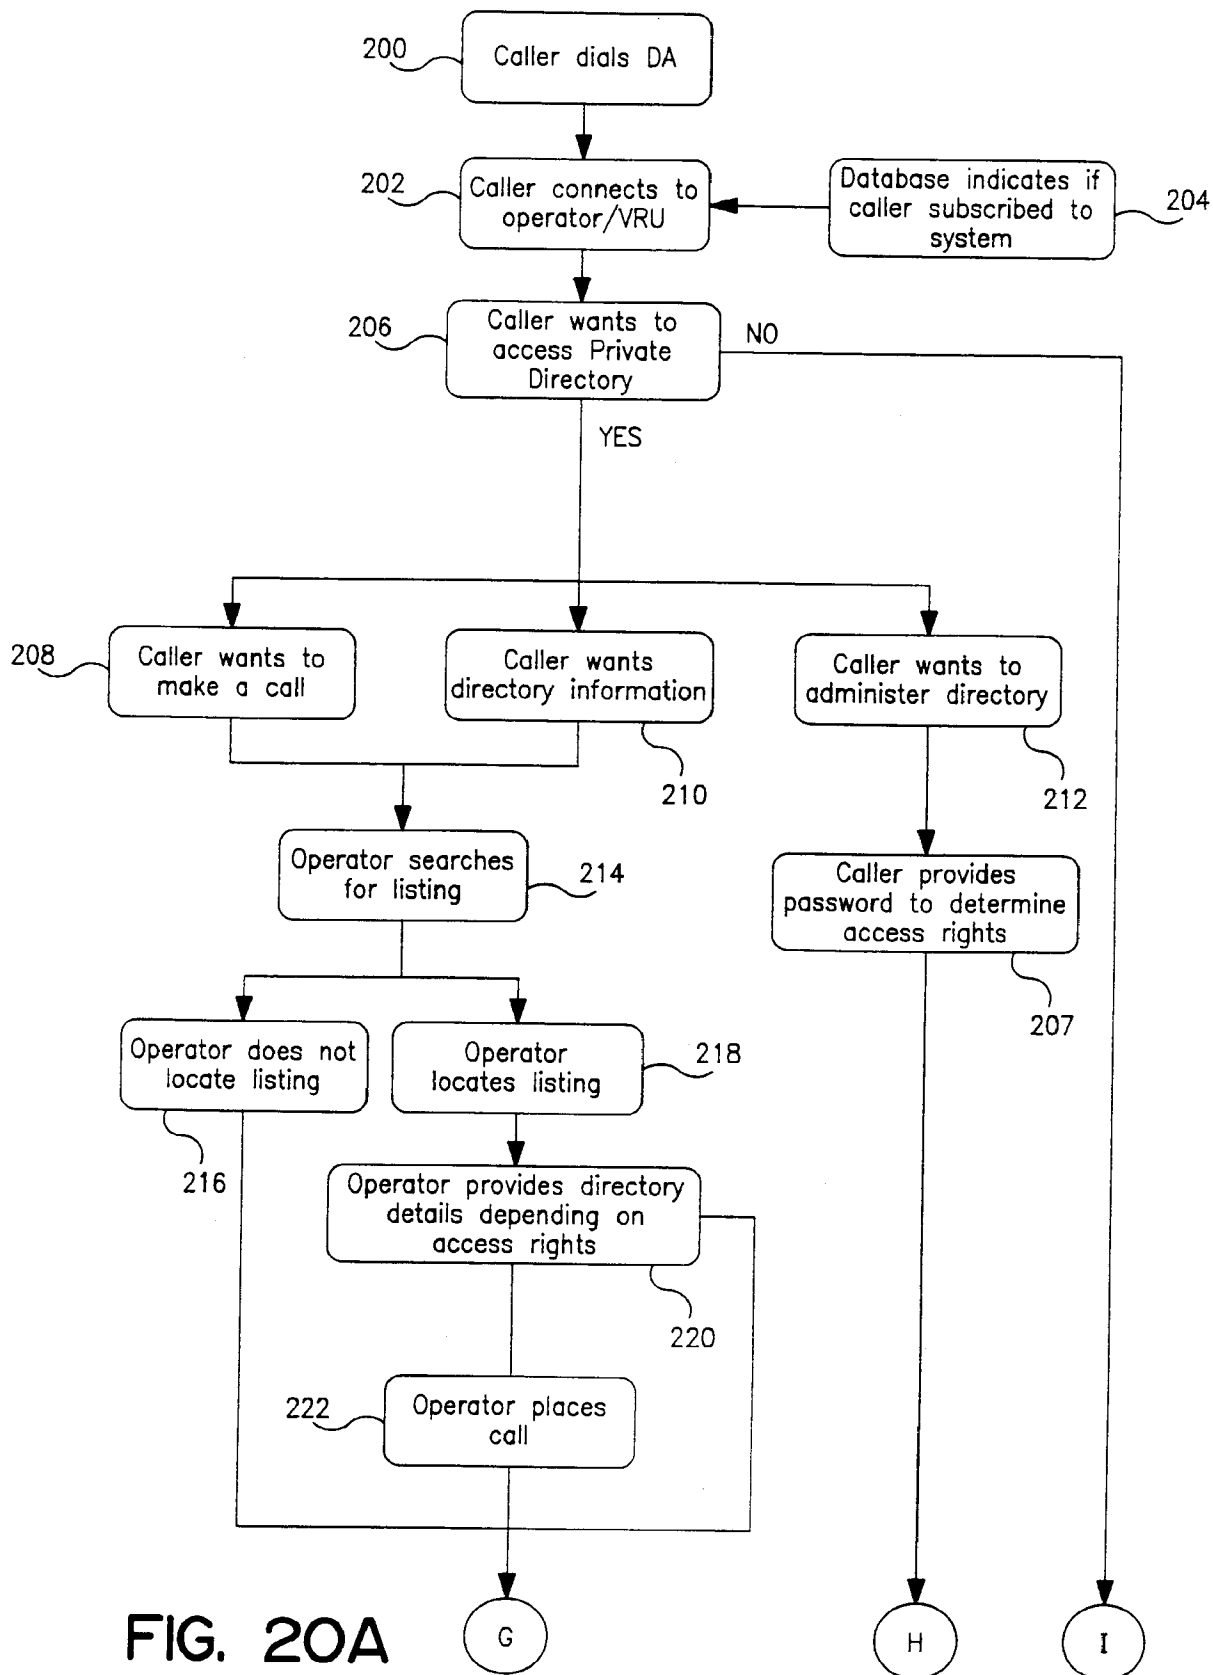 200
Caller dials DA
202
Caller connects to
operator/VRU
Database indicates if
caller subscribed to
system
204
206
Caller wants to
access Private
Directory
NO
YES
208
Caller wants to
make a call
Caller wants
directory information
210
Caller wants to
administer directory
212
Operator searches
for listing
214
Caller provides
password to determine
access rights
207
Operator does not
locate listing
216
Operator
locates listing
218
Operator provides directory
details depending on
access rights
220
222
Operator places
call
G
H
I
FIG. 20A